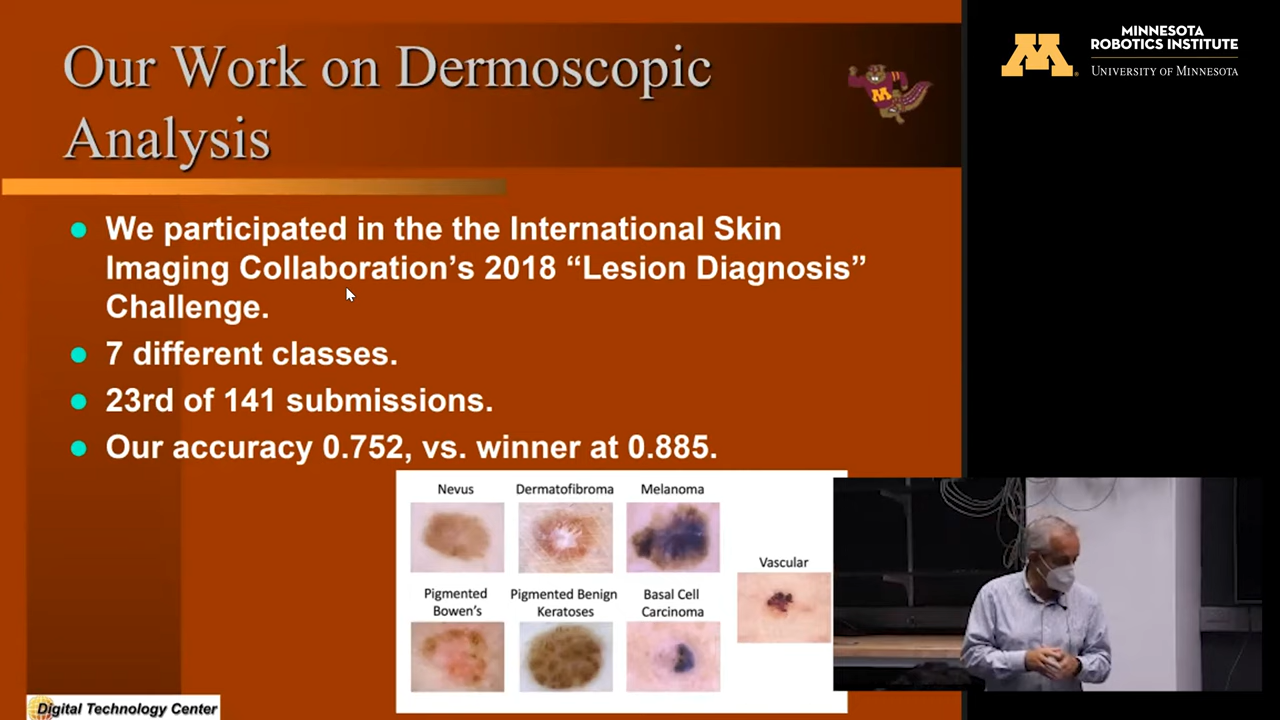 Our Work on Dermoscopic
Analysis
M
MINNESOTA
ROBOTICS INSTITUTE
UNIVERSITY OF MINNESOTA
M
We participated in the the International Skin
Imaging Collaboration’s 2018 “Lesion Diagnosis”
Challenge.
7 different classes.
23rd of 141 submissions.
Our accuracy 0.752, vs. winner at 0.885.
Nevus
Dermatofibroma
Melanoma
Vascular
Pigmented
Bowen's
Pigmented Benign
Keratoses
Basal Cell
Carcinoma
Digital Technology Center